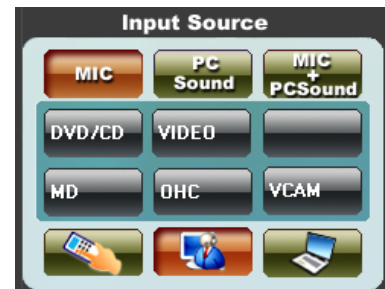 Input Source
MIC
PC
Sound
MIC
+
PCSound
DVD/CD
VIDEO
MD
OHC
VCAM